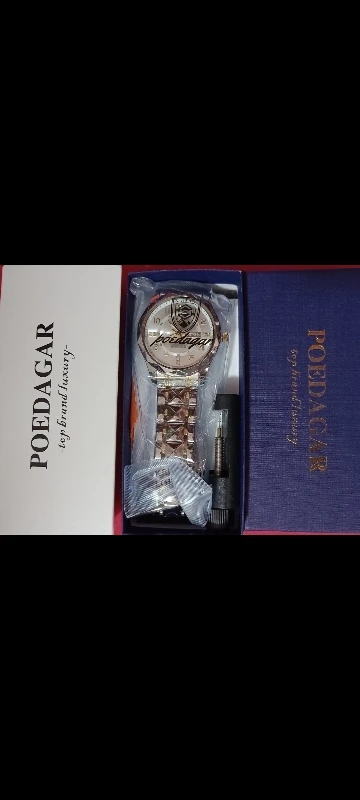 POEDAGAR
-top brand luxury-
poedagar
POEDAGAR
top brand luxury